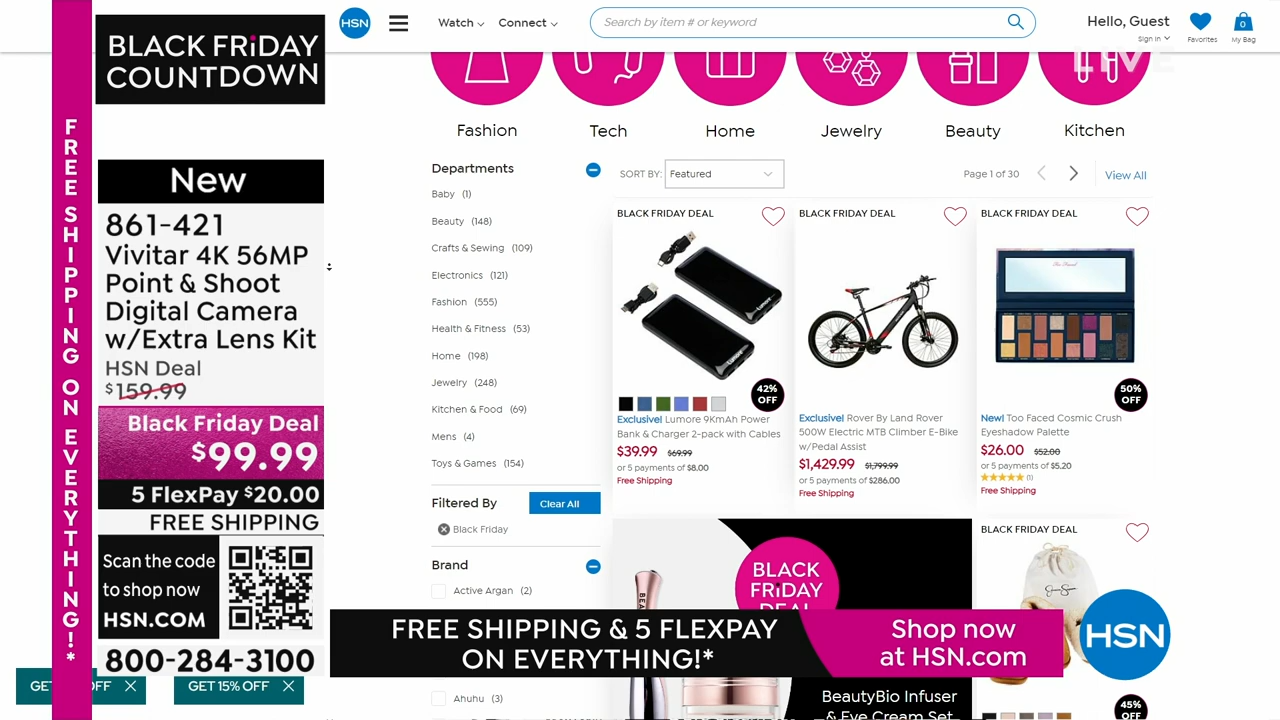 FREE SHIPPING ON EVERYTHING!*
BLACK FRiDAY
COUNTDOWN
New
861-421
Vivitar 4K 56MP
Point & Shoot
Digital Camera
w/Extra Lens Kit
HSN Deal
$159.99
Black Friday Deal
$99.99
5 FlexPay $20.00
FREE SHIPPING
Scan the code
to shop now
HSN.COM
800-284-3100
OFF
GET 15% OFF
HSN
Watch
Connect
Search by item # or keyword
Hello, Guest
Sign in
Favorites
0
My Bag
LIVE
Fashion
Tech
Home
Jewelry
Beauty
Kitchen
Departments
Baby (1)
Beauty (148)
Crafts & Sewing (109)
Electronics (121)
Fashion (555)
Health & Fitness (53)
Home (198)
Jewelry (248)
Kitchen & Food (69)
Mens (4)
Toys & Games (154)
Filtered By
Clear All
Black Friday
Brand
Active Argan (2)
Ahuhu (3)
SORT BY: Featured
Page 1 of 30
View All
BLACK FRIDAY DEAL
42%
OFF
Exclusive! Lumore 9KmAh Power
Bank & Charger 2-pack with Cables
$39.99 $69.99
or 5 payments of $8.00
Free Shipping
BLACK FRIDAY DEAL
Exclusive! Rover By Land Rover
500W Electric MTB Climber E-Bike
w/Pedal Assist
$1,429.99 $1,799.99
or 5 payments of $286.00
Free Shipping
BLACK FRIDAY DEAL
50%
OFF
New! Too Faced Cosmic Crush
Eyeshadow Palette
$26.00 $52.00
or 5 payments of $5.20
(1)
Free Shipping
BLACK
FRiDAY
DEAL
BeautyBio Infuser
& Eye Cream Set
BLACK FRIDAY DEAL
45%
OFF
FREE SHIPPING & 5 FLEXPAY
ON EVERYTHING!*
Shop now
at HSN.com
HSN